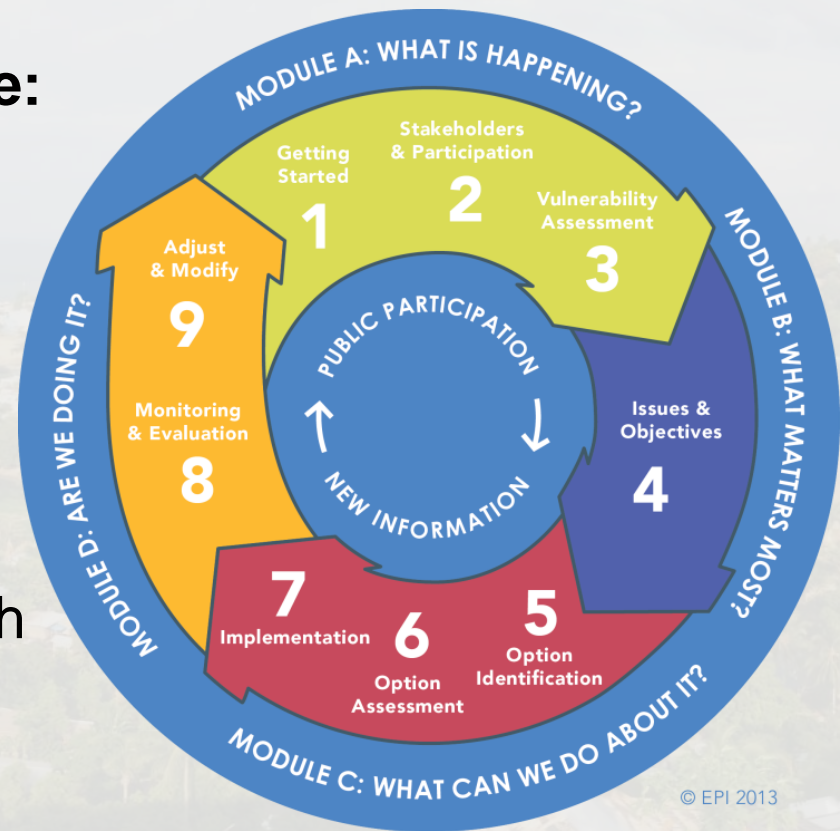 e:
MODULE A: WHAT IS HAPPENING?
Getting
Started
1
Stakeholders
& Participation
2
Vulnerability
Assessment
3
MODULE B: WHAT MATTERS MOST?
Issues &
Objectives
4
MODULE C: WHAT CAN WE DO ABOUT IT?
5
Option
Identification
6
Option
Assessment
7
Implementation
MODULE D: ARE WE DOING IT?
Monitoring
& Evaluation
8
Adjust
& Modify
9
PUBLIC PARTICIPATION
NEW INFORMATION
h
© EPI 2013